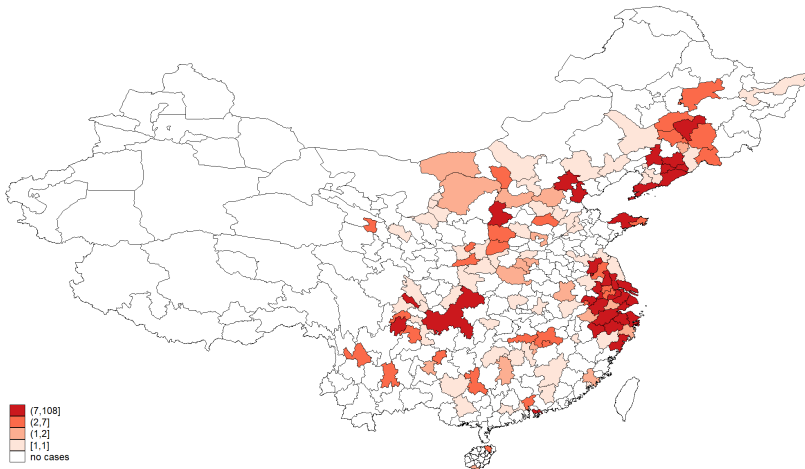 (7,108]
(2,7]
(1,2]
[1,1]
no cases